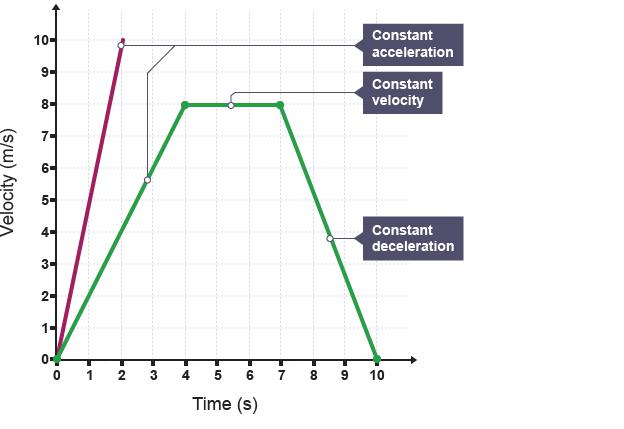 Constant
acceleration
Constant
velocity
Constant
deceleration
Velocity (m/s)
10
9
8
7
6
5
4
3
2
1
0
0 1 2 3 4 5 6 7 8 9 10
Time (s)